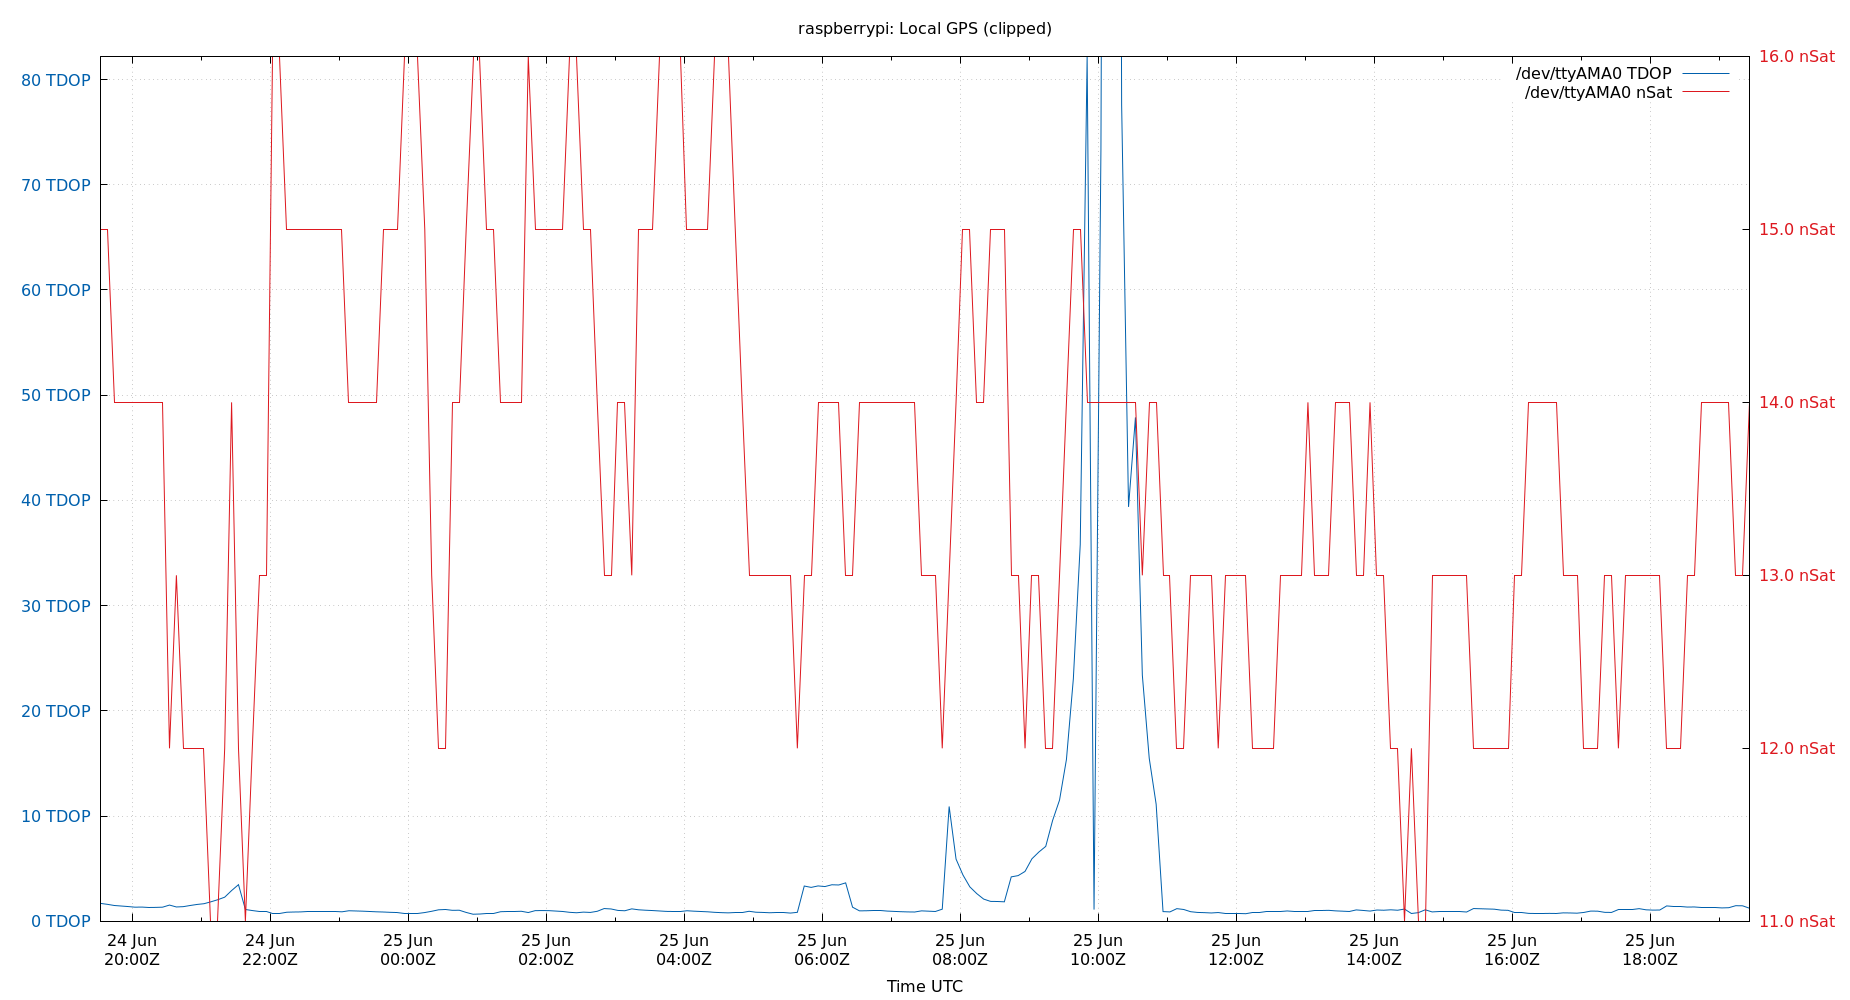 raspberrypi: Local GPS (clipped)
/dev/ttyAMA0 TDOP
/dev/ttyAMA0 nSat
80 TDOP
70 TDOP
60 TDOP
50 TDOP
40 TDOP
30 TDOP
20 TDOP
10 TDOP
0 TDOP
16.0 nSat
15.0 nSat
14.0 nSat
13.0 nSat
12.0 nSat
11.0 nSat
24 Jun 24 Jun 25 Jun 25 Jun 25 Jun 25 Jun 25 Jun 25 Jun 25 Jun 25 Jun 25 Jun 25 Jun
20:00Z 22:00Z 00:00Z 02:00Z 04:00Z 06:00Z 08:00Z 10:00Z 12:00Z 14:00Z 16:00Z 18:00Z
Time UTC